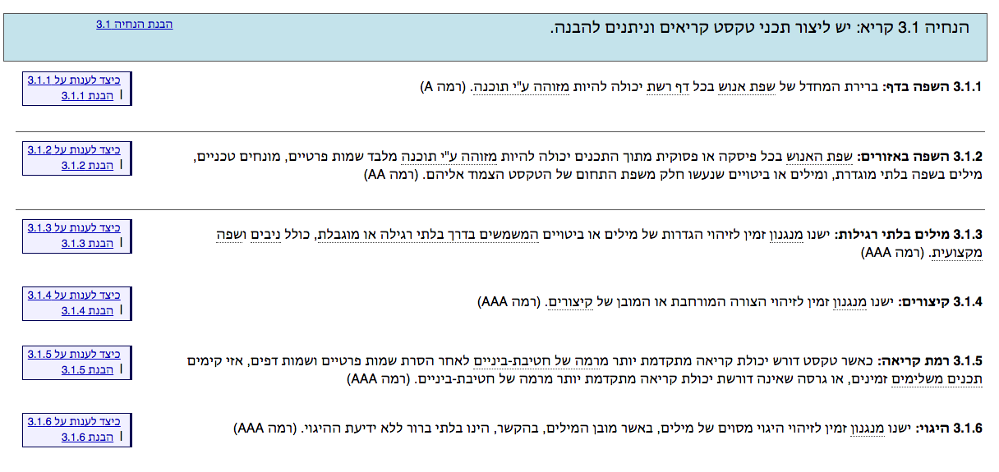 הנחיה 3.1 קריא: יש ליצור תכני טקסט קריאים וניתנים להבנה.
הבנת הנחיה 3.1
3.1.1 השפה בדף: ברירת המחדל של שפת אנוש בכל דף רשת יכולה להיות מזוהה ע"י תוכנה. (רמה A)
כיצד לענות על 3.1.1
| הבנת 3.1.1
3.1.2 השפה באזורים: שפת האנוש בכל פיסקה או פסוקית מתוך התכנים יכולה להיות מזוהה ע"י תוכנה מלבד שמות פרטיים, מונחים טכניים,
מילים בשפה בלתי מוגדרת, ומילים או ביטויים שנעשו חלק משפת התחום של הטקסט הצמוד אליהם. (רמה AA)
כיצד לענות על 3.1.2
| הבנת 3.1.2
3.1.3 מילים בלתי רגילות: ישנו מנגנון זמין לזיהוי הגדרות של מילים או ביטויים המשמשים בדרך בלתי רגילה או מוגבלת, כולל ניבים ושפה
מקצועית. (רמה AAA)
כיצד לענות על 3.1.3
| הבנת 3.1.3
3.1.4 קיצורים: ישנו מנגנון זמין לזיהוי הצורה המורחבת או המובן של קיצורים. (רמה AAA)
כיצד לענות על 3.1.4
| הבנת 3.1.4
3.1.5 רמת קריאה: כאשר טקסט דורש יכולת קריאה מתקדמת יותר מרמה של חטיבת-ביניים לאחר הסרת שמות פרטיים ושמות דפים, אזי קימים
תכנים משלימים זמינים, או גרסה שאינה דורשת יכולת קריאה מתקדמת יותר מרמה של חטיבת-ביניים. (רמה AAA)
כיצד לענות על 3.1.5
| הבנת 3.1.5
3.1.6 היגוי: ישנו מנגנון זמין לזיהוי היגוי מסוים של מילים, באשר מובן המילים, בהקשר, הינו בלתי ברור ללא ידיעת ההיגוי. (רמה AAA)
כיצד לענות על 3.1.6
| הבנת 3.1.6